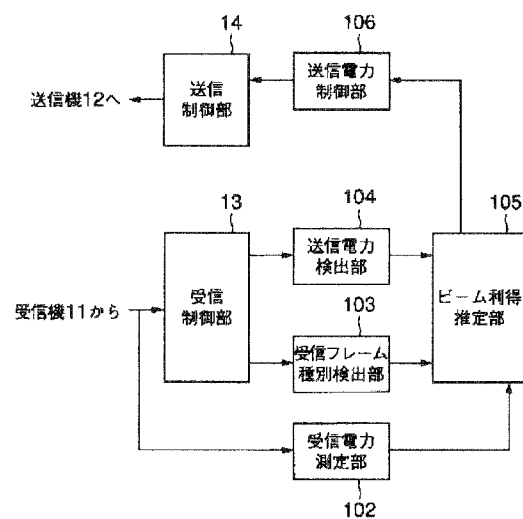 14
106
送信機12へ
送信
制御部
送信電力
制御部
13
104
105
受信機11から
受信
制御部
送信電力
検出部
ビーム利得
推定部
103
受信フレーム
種別検出部
受信電力
測定部
102